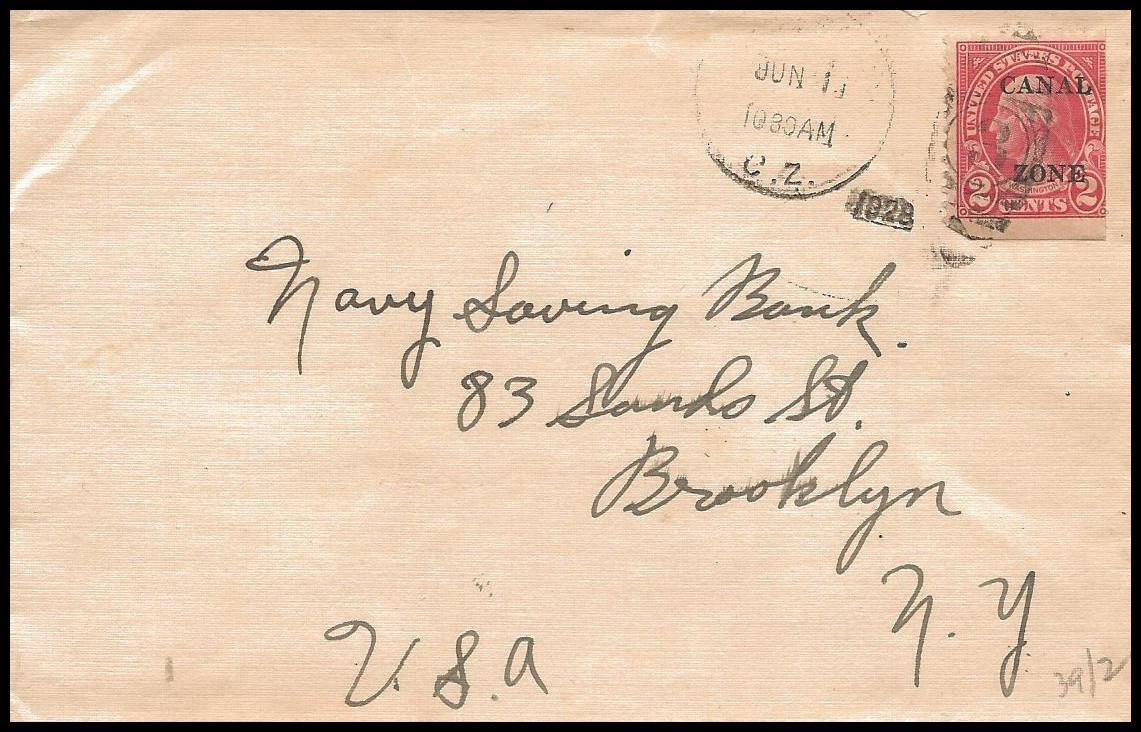 JUN 1
1030AM
C.Z.
1928
UNITED STATES POSTAGE
CANAL
ZONE
WASHINGTON
2 CENTS 2
Navy Saving Bank.
83 Sands St.
Brooklyn
N. Y
U.S.A
39/2